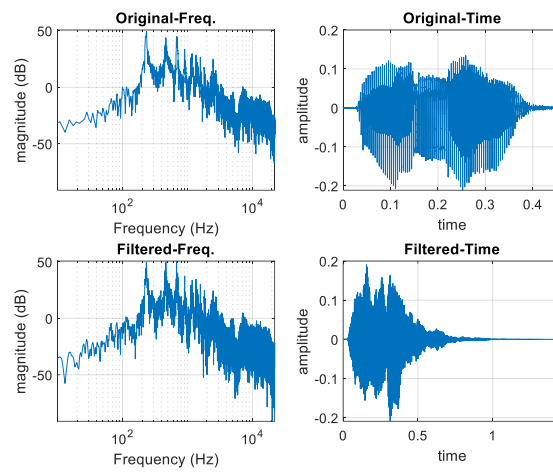 Original-Freq.
50
0
-50
magnitude (dB)
10^2
10^4
Frequency (Hz)
Original-Time
0.2
0.1
0
-0.1
-0.2
amplitude
0
0.1
0.2
0.3
0.4
time
Filtered-Freq.
50
0
-50
magnitude (dB)
10^2
10^4
Frequency (Hz)
Filtered-Time
0.2
0.1
0
-0.1
-0.2
amplitude
0
0.5
1
time